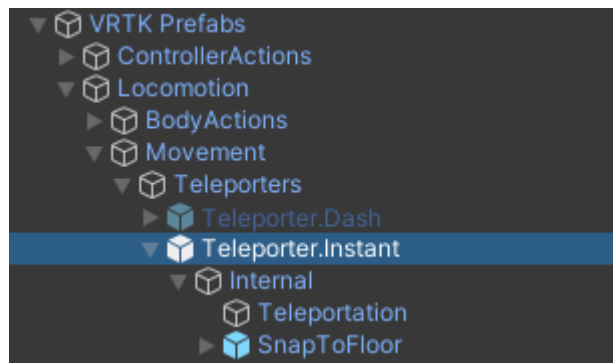 VRTK Prefabs
ControllerActions
Locomotion
BodyActions
Movement
Teleporters
Teleporter.Dash
Teleporter.Instant
Internal
Teleportation
SnapToFloor